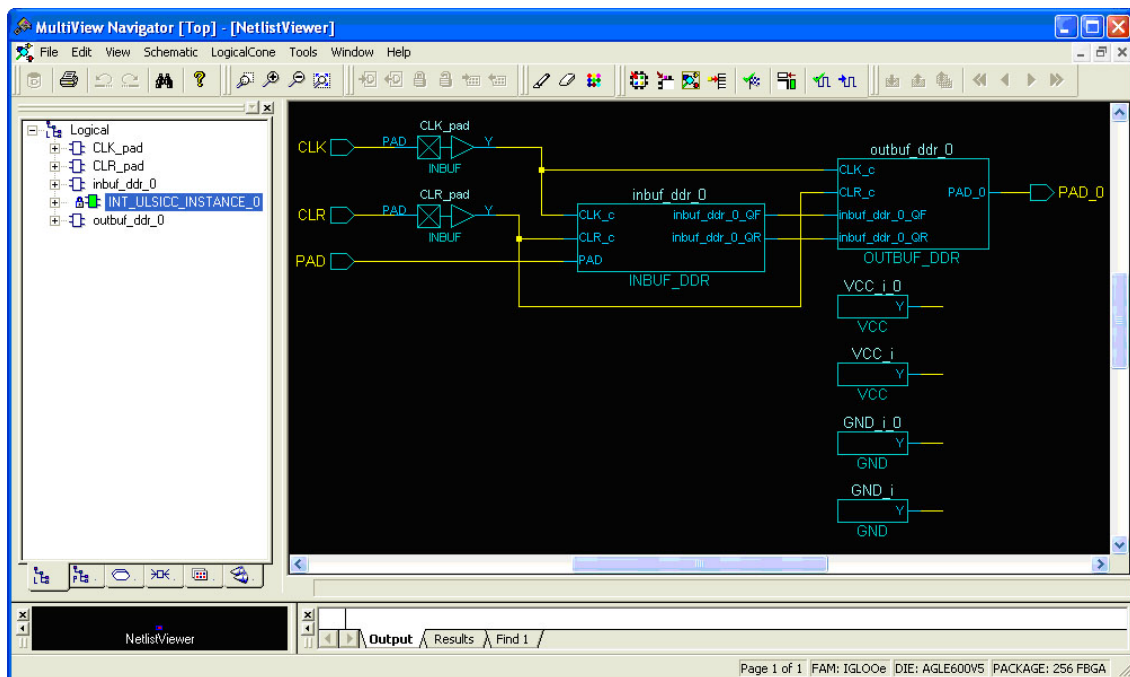 MultiView Navigator [Top] - [NetlistViewer]
File Edit View Schematic LogicalCone Tools Window Help
Logical
CLK_pad
CLR_pad
inbuf_ddr_0
INT_ULSICC_INSTANCE_0
outbuf_ddr_0
CLK_pad
CLK PAD Y
INBUF
CLR_pad
CLR PAD Y
INBUF
PAD
inbuf_ddr_0
CLK_c inbuf_ddr_0_QF
CLR_c inbuf_ddr_0_QR
PAD
INBUF_DDR
outbuf_ddr_0
CLK_c
CLR_c PAD_0 PAD_0
inbuf_ddr_0_QF
inbuf_ddr_0_QR
OUTBUF_DDR
VCC_i_0
Y
VCC
VCC_i
Y
VCC
GND_i_0
Y
GND
GND_i
Y
GND
NetlistViewer
Output Results Find 1
Page 1 of 1 FAM: IGLOOe DIE: AGLE600V5 PACKAGE: 256 FBGA